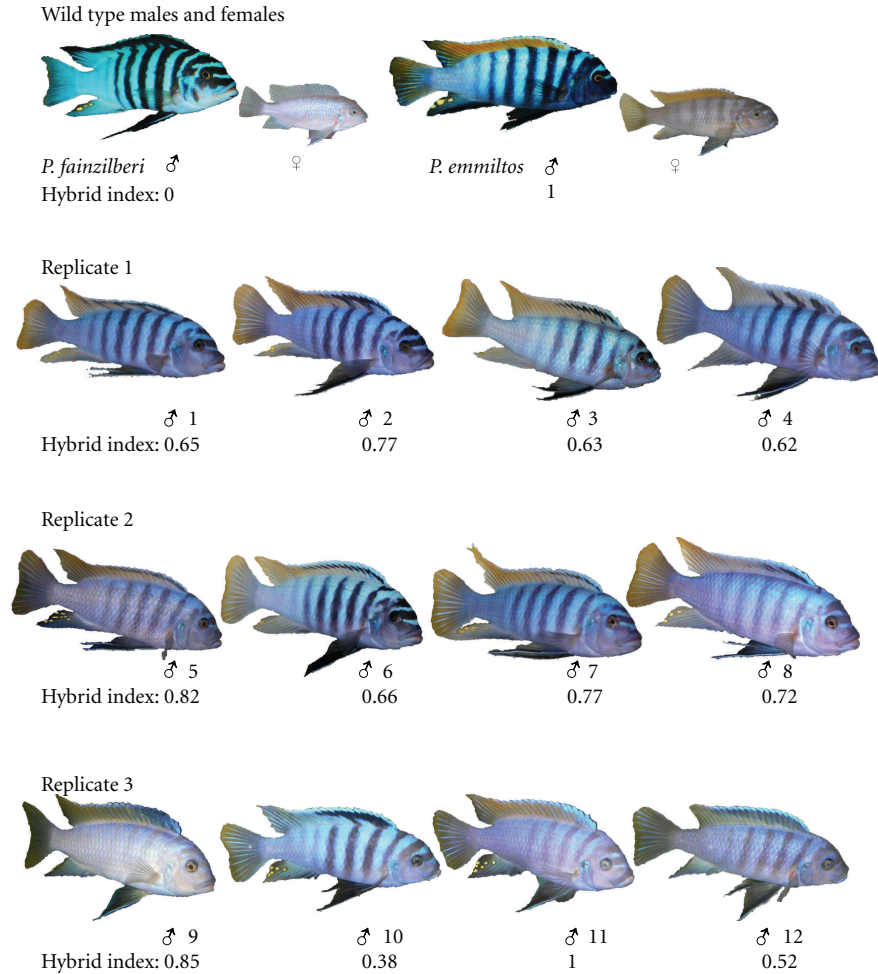 Wild type males and females
P. fainzilberi ♂ ♀ P. emmiltos ♂ ♀
Hybrid index: 0 1
Replicate 1
♂ 1 ♂ 2 ♂ 3 ♂ 4
Hybrid index: 0.65 0.77 0.63 0.62
Replicate 2
♂ 5 ♂ 6 ♂ 7 ♂ 8
Hybrid index: 0.82 0.66 0.77 0.72
Replicate 3
♂ 9 ♂ 10 ♂ 11 ♂ 12
Hybrid index: 0.85 0.38 1 0.52